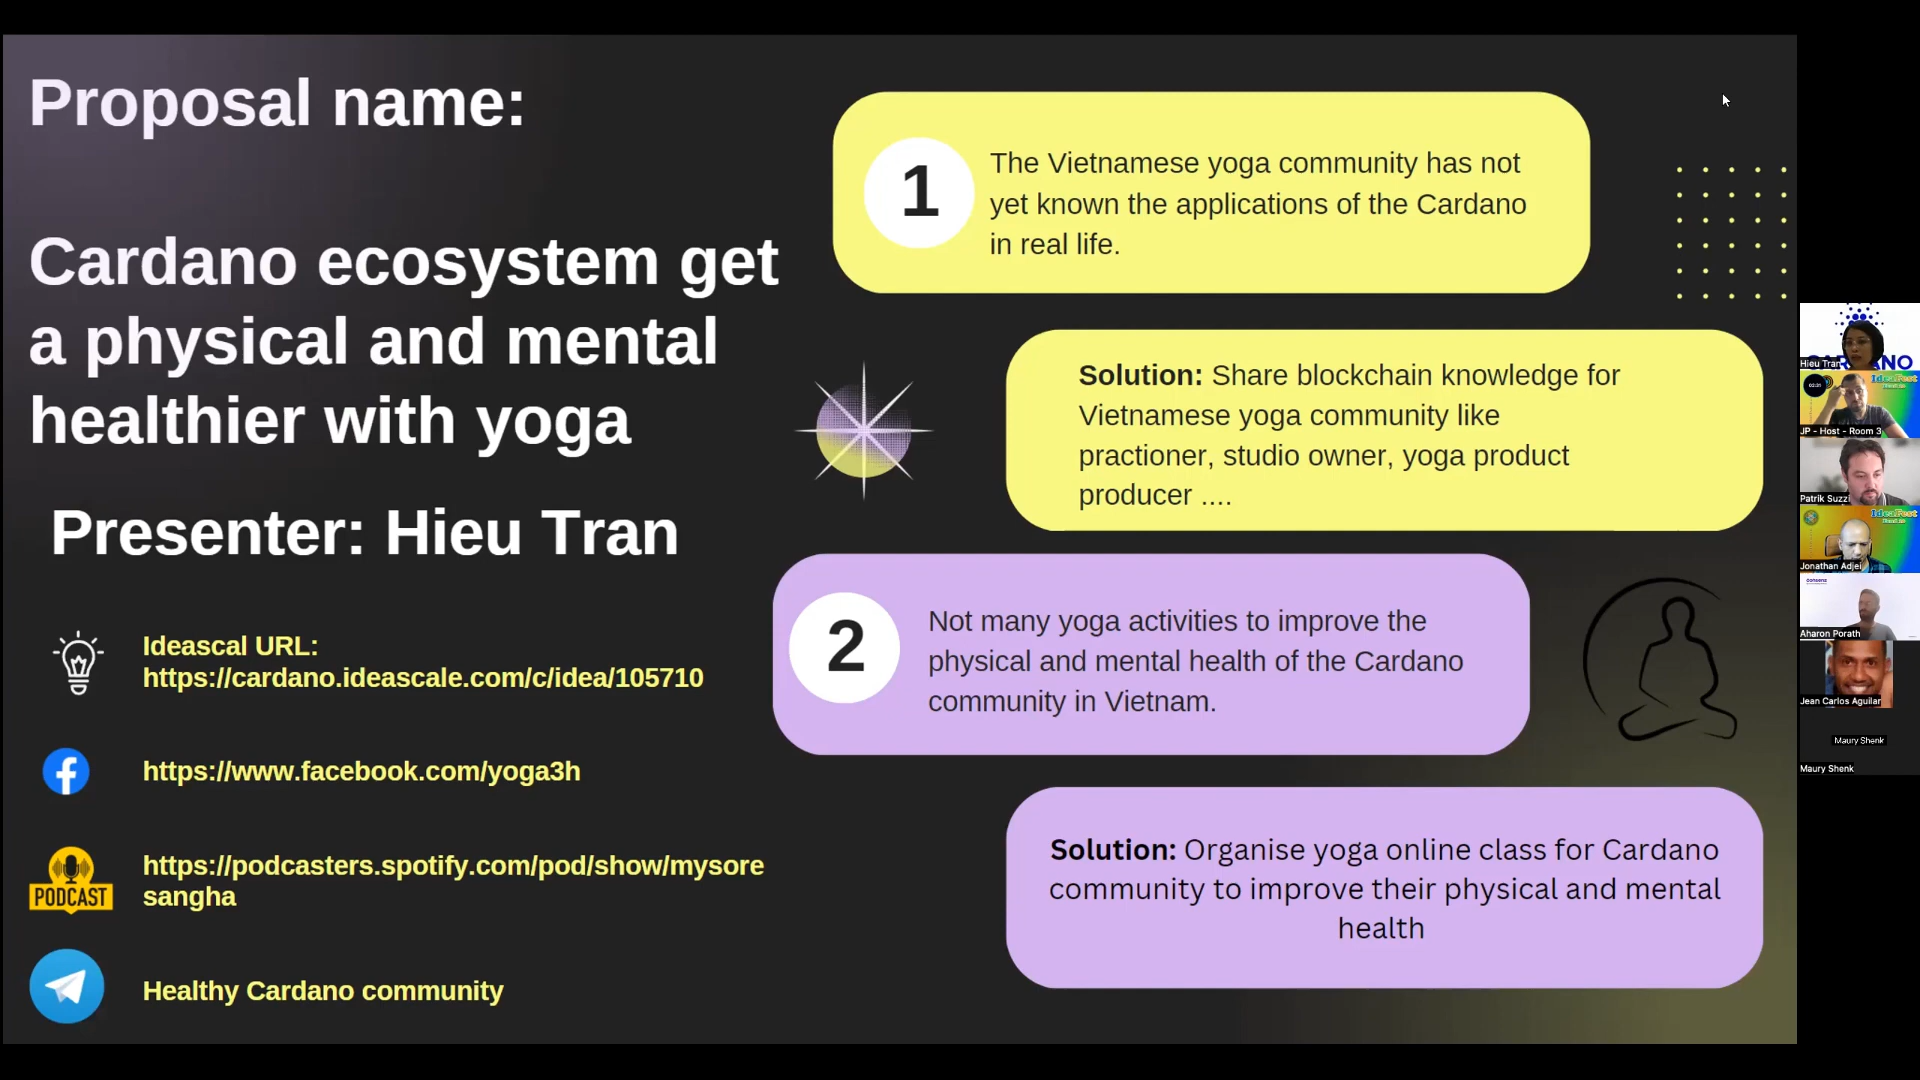 Proposal name:
Cardano ecosystem get
a physical and mental
healthier with yoga
Presenter: Hieu Tran
Ideascal URL:
https://cardano.ideascale.com/c/idea/105710
https://www.facebook.com/yoga3h
PODCAST
https://podcasters.spotify.com/pod/show/mysore
sangha
Healthy Cardano community
1
The Vietnamese yoga community has not
yet known the applications of the Cardano
in real life.
Solution: Share blockchain knowledge for
Vietnamese yoga community like
practioner, studio owner, yoga product
producer ....
2
Not many yoga activities to improve the
physical and mental health of the Cardano
community in Vietnam.
Solution: Organise yoga online class for Cardano
community to improve their physical and mental
health
Hieu Tran
IdeaFest
JP - Host - Room 3
Patrik Suzzi
IdeaFest
Jonathan Adjei
Aharon Porath
Jean Carlos Aguilar
Maury Shenk
Maury Shenk